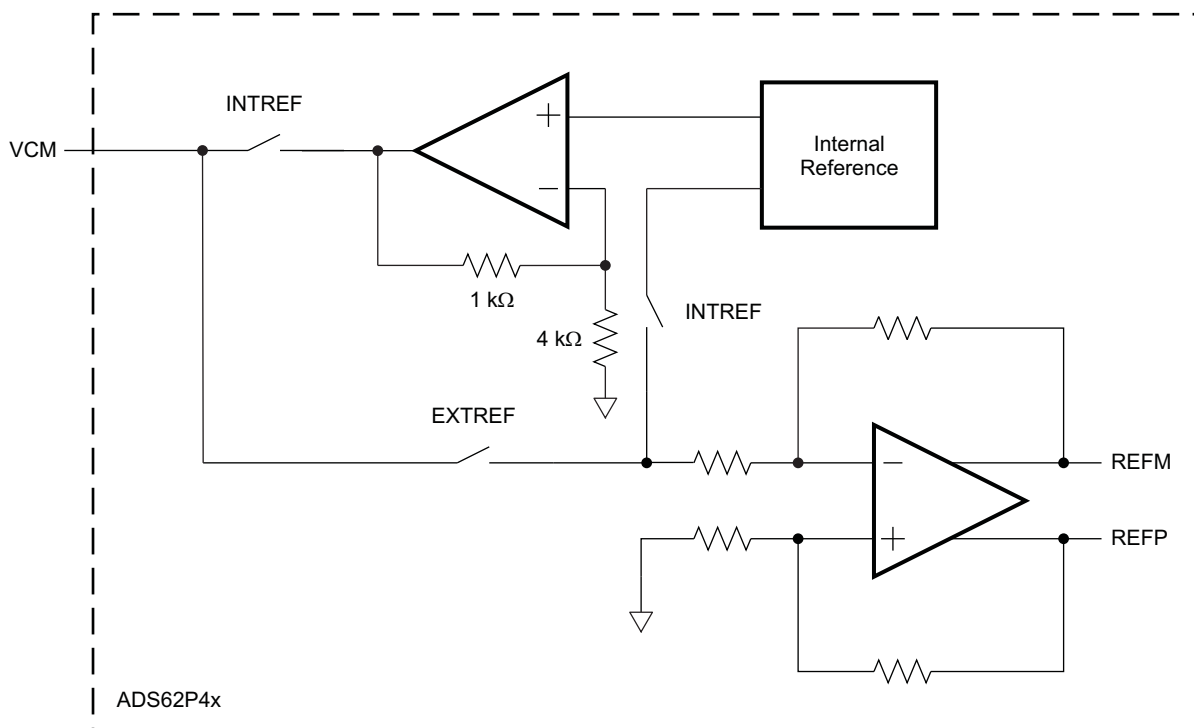 INTREF
VCM
+
−
Internal
Reference
1 kΩ
INTREF
4 kΩ
EXTREF
−
REFM
+
REFP
ADS62P4x